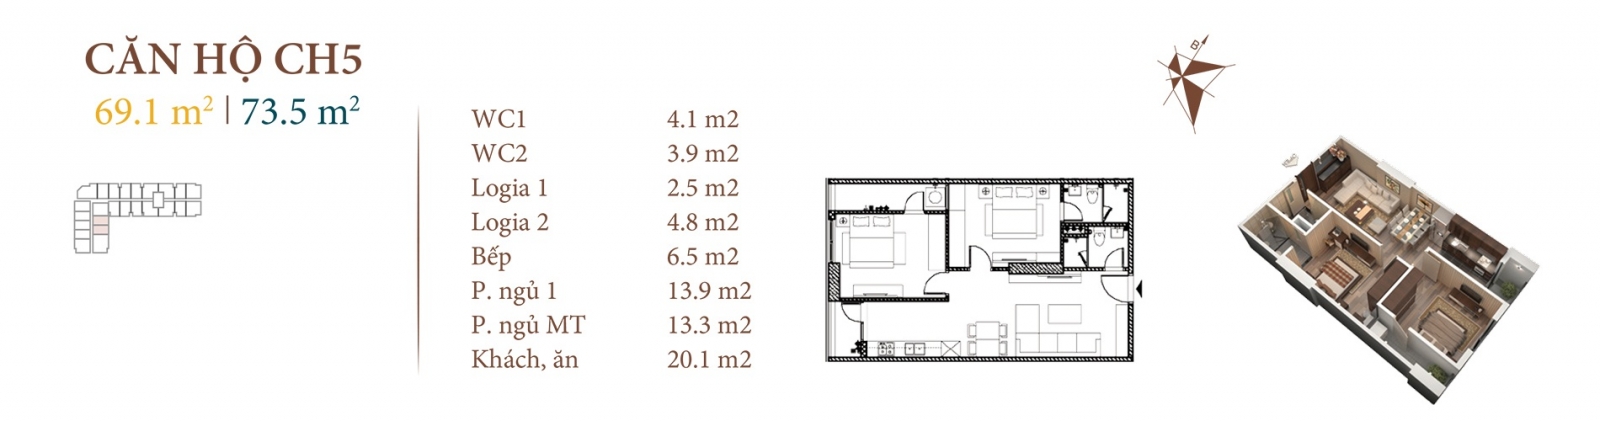 CĂN HỘ CH5
69.1 m² | 73.5 m²
WC1 4.1 m2
WC2 3.9 m2
Logia 1 2.5 m2
Logia 2 4.8 m2
Bếp 6.5 m2
P. ngủ 1 13.9 m2
P. ngủ MT 13.3 m2
Khách, ăn 20.1 m2
B